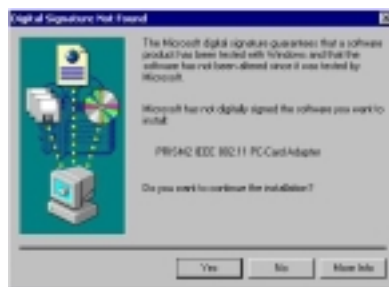 Digital Signature Not Found
The Microsoft digital signature guarantees that a software
product has been tested with Windows and that the
software has not been altered since it was tested by
Microsoft.
Microsoft has not digitally signed the software you want to
install:
PRISM2 IEEE 802.11 PC-Card Adapter
Do you want to continue the installation?
Yes
No
More Info